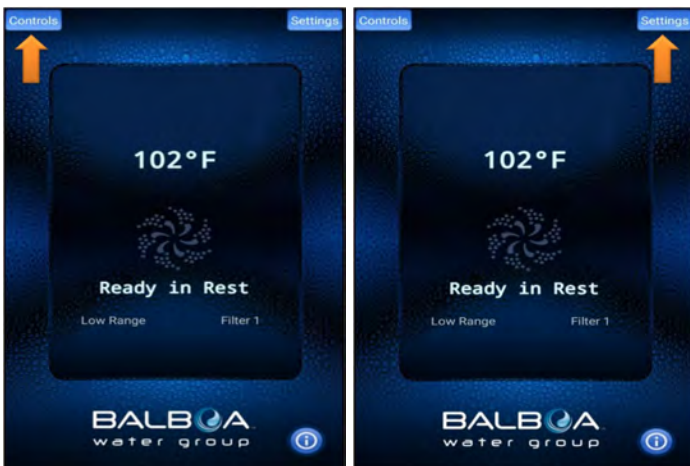 Controls Settings
102°F
Ready in Rest
Low Range Filter 1
BALBOA
water group
Controls Settings
102°F
Ready in Rest
Low Range Filter 1
BALBOA
water group